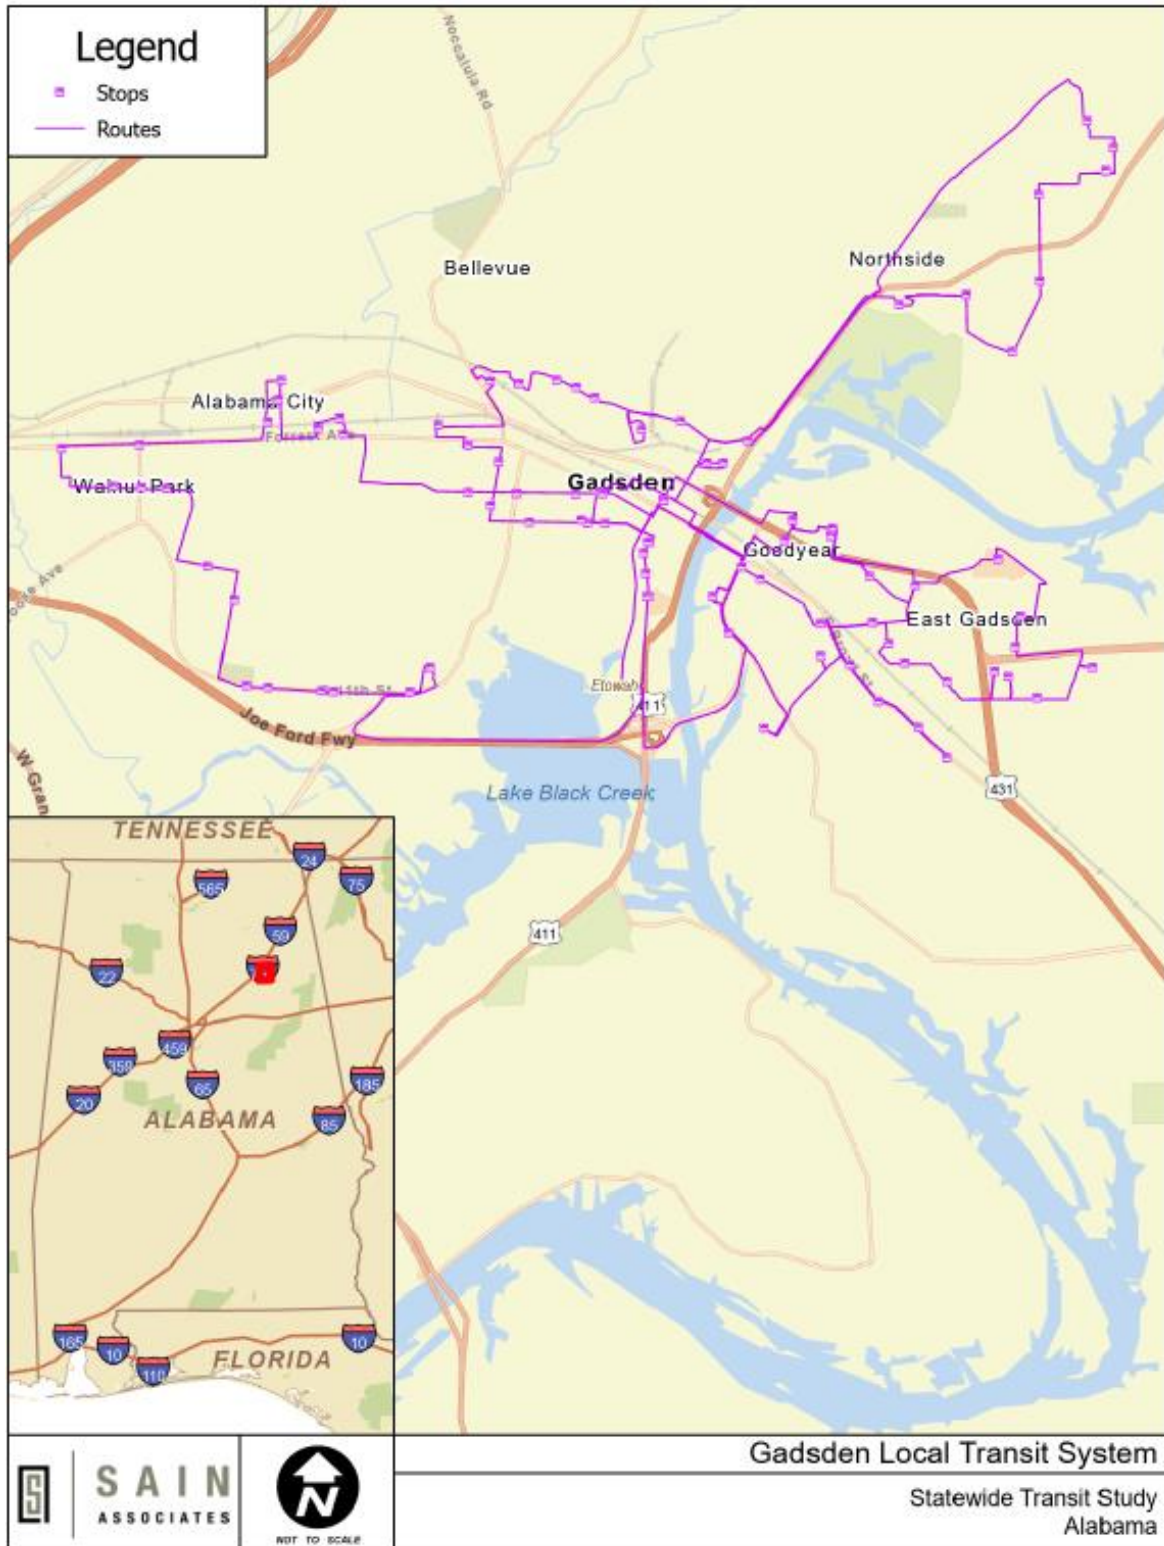 Legend
Stops
Routes
Noccalula Rd
Bellevue
Northside
Alabama City
Forrest Ave
Walnut Park
Gadsden
Goodyear
East Gadsden
Etowah
411
Joe Ford Fwy
W Gran
Lake Black Creek
431
411
TENNESSEE
24
565
75
59
22
459
359
65
20
185
85
ALABAMA
165
10
110
10
FLORIDA
SAIN
ASSOCIATES
N
NOT TO SCALE
Gadsden Local Transit System
Statewide Transit Study
Alabama